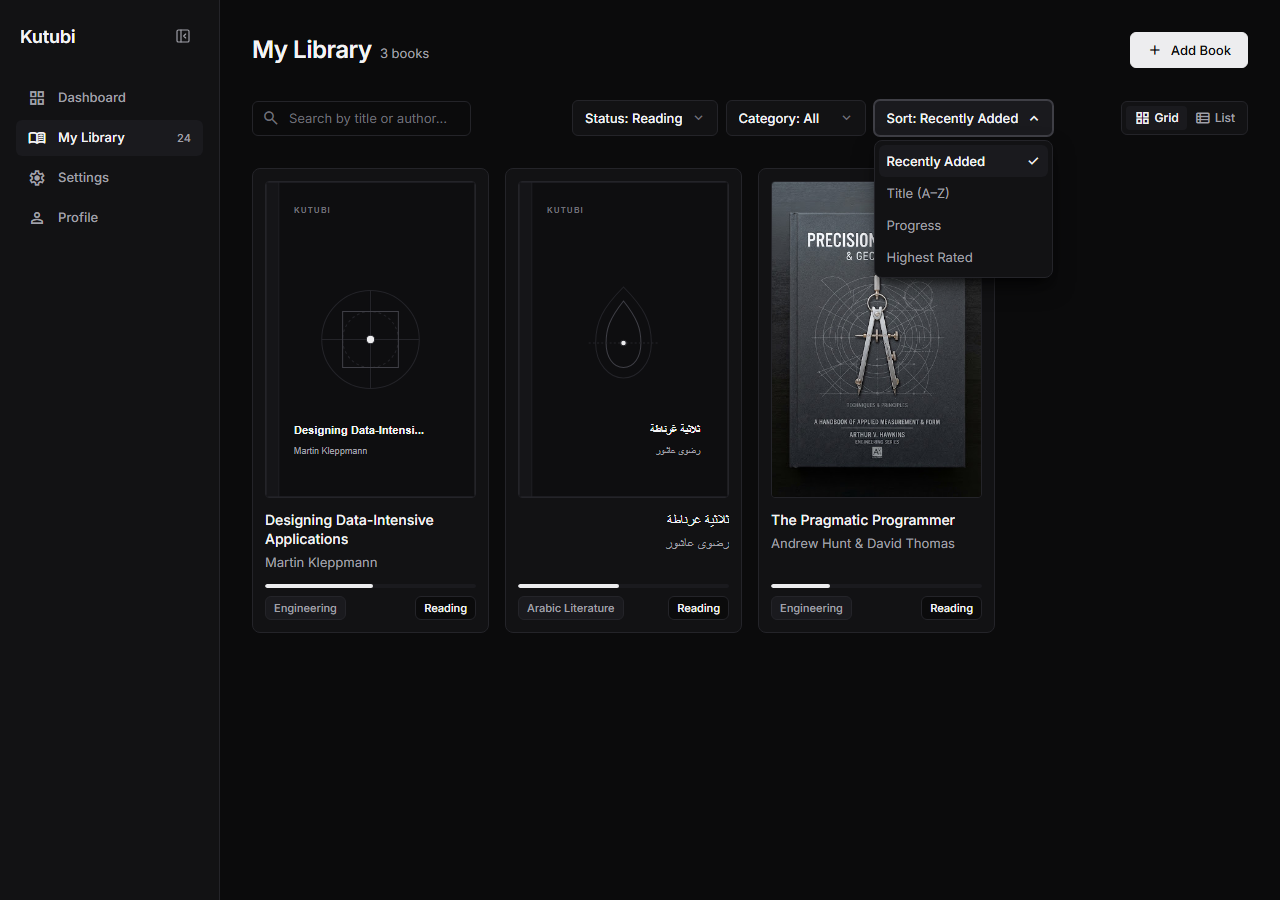 Kutubi
Dashboard
My Library 24
Settings
Profile
My Library 3 books
+ Add Book
Search by title or author...
Status: Reading
Category: All
Sort: Recently Added
Grid
List
Recently Added
Title (A–Z)
Progress
Highest Rated
KUTUBI
Designing Data-Intensi...
Martin Kleppmann
Designing Data-Intensive
Applications
Martin Kleppmann
Engineering
Reading
KUTUBI
ثلاثية غرناطة
رضوى عاشور
ثلاثية غرناطة
رضوى عاشور
Arabic Literature
Reading
PRECISION
& GEO
TECHNIQUES & PRINCIPLES
A HANDBOOK OF APPLIED MEASUREMENT & FORM
ARTHUR V. HAWKINS
ENGINEERING SERIES
The Pragmatic Programmer
Andrew Hunt & David Thomas
Engineering
Reading